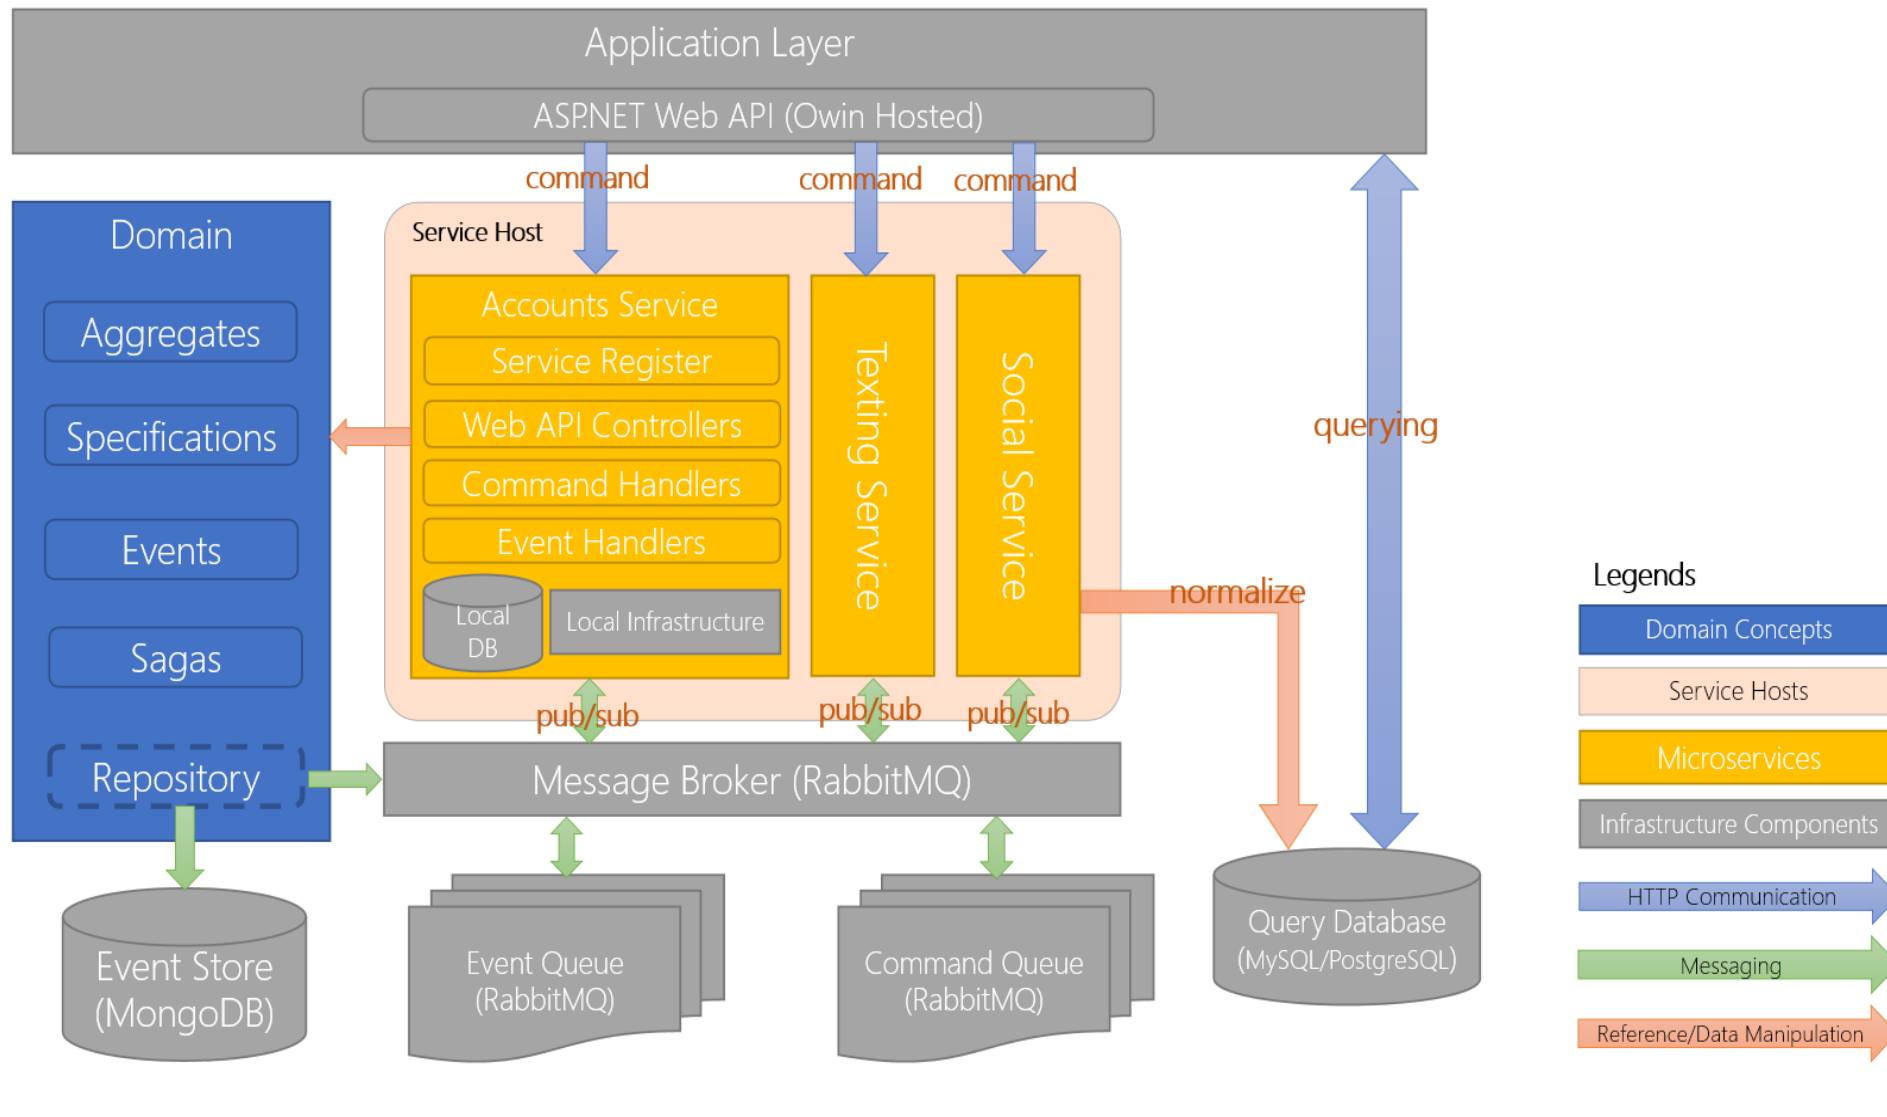 Application Layer
ASP.NET Web API (Owin Hosted)
command
command
command
querying
Domain
Aggregates
Specifications
Events
Sagas
Repository
Service Host
Accounts Service
Service Register
Web API Controllers
Command Handlers
Event Handlers
Local
DB
Local Infrastructure
Texting Service
Social Service
normalize
pub/sub
pub/sub
pub/sub
Message Broker (RabbitMQ)
Event Store
(MongoDB)
Event Queue
(RabbitMQ)
Command Queue
(RabbitMQ)
Query Database
(MySQL/PostgreSQL)
Legends
Domain Concepts
Service Hosts
Microservices
Infrastructure Components
HTTP Communication
Messaging
Reference/Data Manipulation